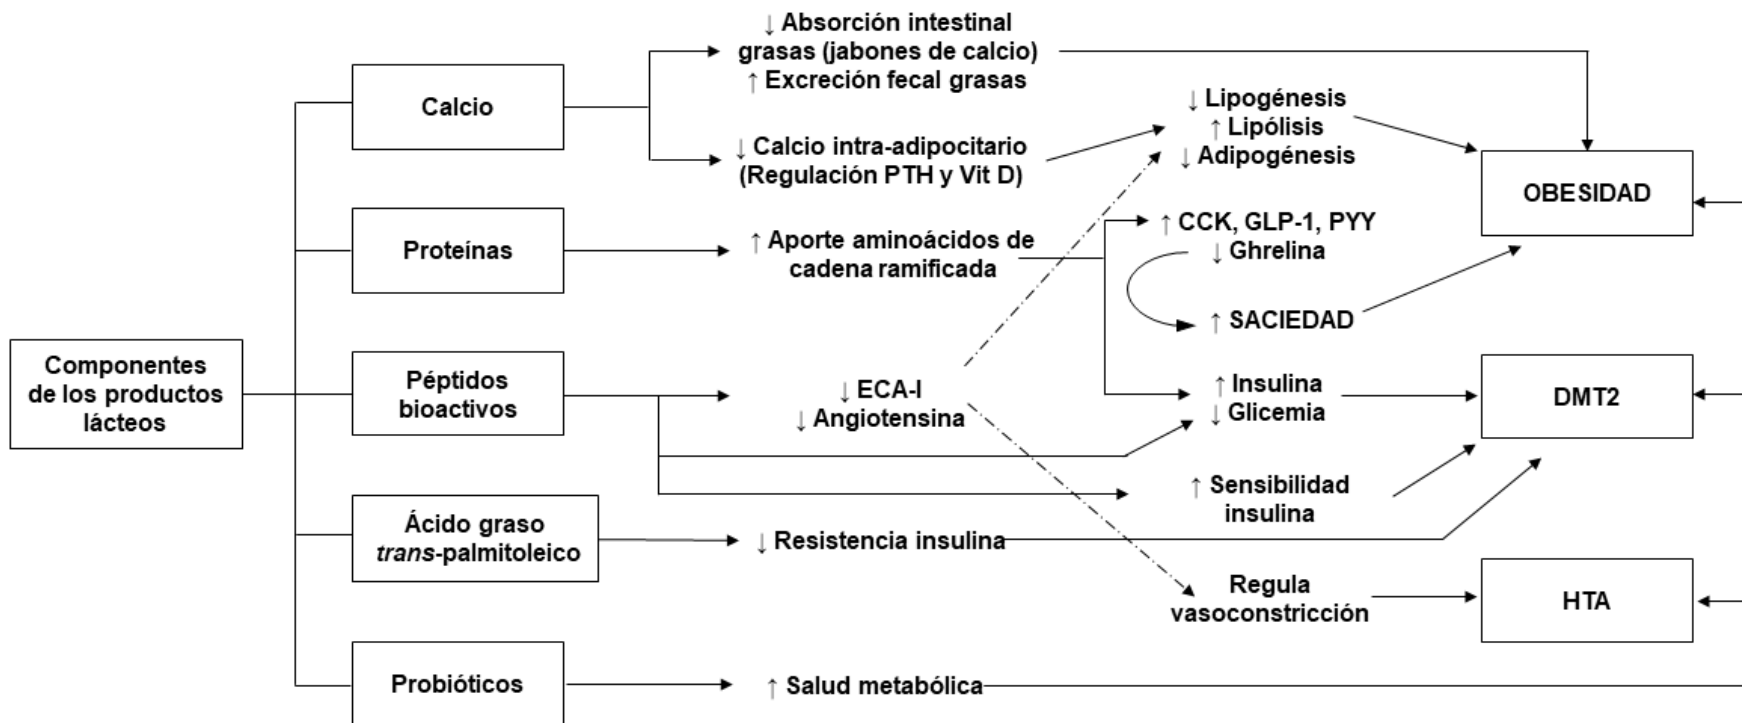 Componentes
de los productos
lácteos
Calcio
Proteínas
Péptidos
bioactivos
Ácido graso
trans-palmitoleico
Probióticos
↓ Absorción intestinal
grasas (jabones de calcio)
↑ Excreción fecal grasas
↓ Calcio intra-adipocitario
(Regulación PTH y Vit D)
↑ Aporte aminoácidos de
cadena ramificada
↓ ECA-I
↓ Angiotensina
↓ Resistencia insulina
↑ Salud metabólica
↓ Lipogénesis
↑ Lipólisis
↓ Adipogénesis
↑ CCK, GLP-1, PYY
↓ Ghrelina
↑ SACIEDAD
↑ Insulina
↓ Glicemia
↑ Sensibilidad
insulina
Regula
vasoconstricción
OBESIDAD
DMT2
HTA